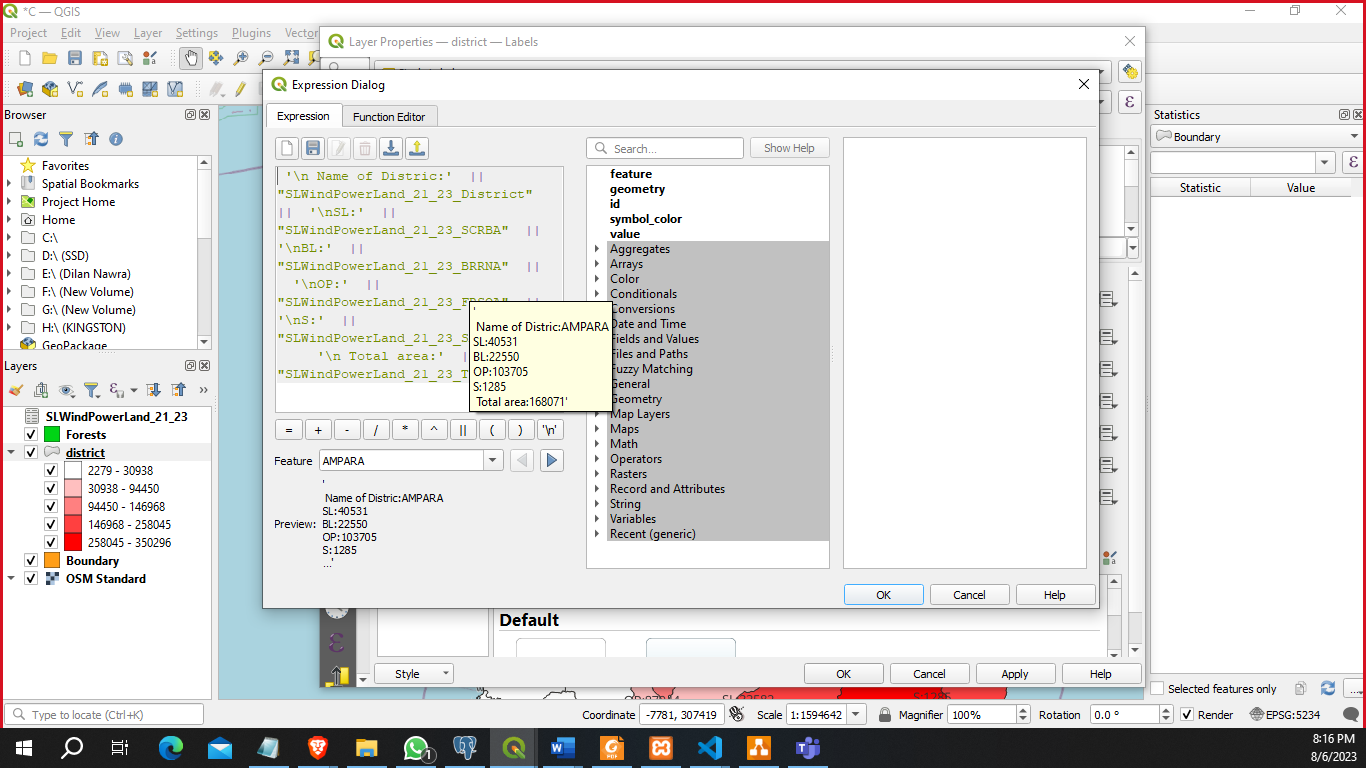 *C — QGIS
Project Edit View Layer Settings Plugins Vector
Layer Properties — district — Labels
Expression Dialog
Expression Function Editor
Search... Show Help
'\n Name of Distric:' ||
"SLWindPowerLand_21_23_District"
|| '\nSL:' ||
"SLWindPowerLand_21_23_SCRBA" ||
'\nBL:' ||
"SLWindPowerLand_21_23_BRRNA" ||
'\nOP:' ||
"SLWindPowerLand_21_23_
'\nS:' ||
"SLWindPowerLand_21_23_S
'\n Total area:'
"SLWindPowerLand_21_23_T
'
Name of Distric:AMPARA
SL:40531
BL:22550
OP:103705
S:1285
Total area:168071'
= + - / * ^ || ( ) '\n'
Feature AMPARA
Preview:
'
Name of Distric:AMPARA
SL:40531
BL:22550
OP:103705
S:1285
...'
feature
geometry
id
symbol_color
value
Aggregates
Arrays
Color
Conditionals
Conversions
Date and Time
Fields and Values
Files and Paths
Fuzzy Matching
General
Geometry
Map Layers
Maps
Math
Operators
Rasters
Record and Attributes
String
Variables
Recent (generic)
OK Cancel Help
Default
Style OK Cancel Apply Help
Browser
Favorites
Spatial Bookmarks
Project Home
Home
C:\
D:\ (SSD)
E:\ (Dilan Nawra)
F:\ (New Volume)
G:\ (New Volume)
H:\ (KINGSTON)
GeoPackage
Layers
SLWindPowerLand_21_23
Forests
district
2279 - 30938
30938 - 94450
94450 - 146968
146968 - 258045
258045 - 350296
Boundary
OSM Standard
Statistics
Boundary
Statistic Value
Selected features only
S:1286
Type to locate (Ctrl+K) Coordinate -7781, 307419 Scale 1:1594642 Magnifier 100% Rotation 0.0 ° Render EPSG:5234
1
8:16 PM
8/6/2023